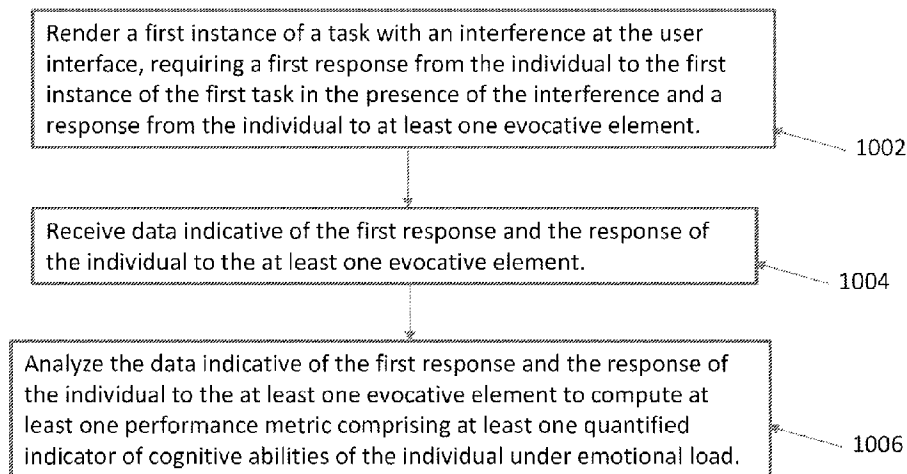 Render a first instance of a task with an interference at the user
interface, requiring a first response from the individual to the first
instance of the first task in the presence of the interference and a
response from the individual to at least one evocative element.
1002
Receive data indicative of the first response and the response of
the individual to the at least one evocative element.
1004
Analyze the data indicative of the first response and the response of
the individual to the at least one evocative element to compute at
least one performance metric comprising at least one quantified
indicator of cognitive abilities of the individual under emotional load.
1006